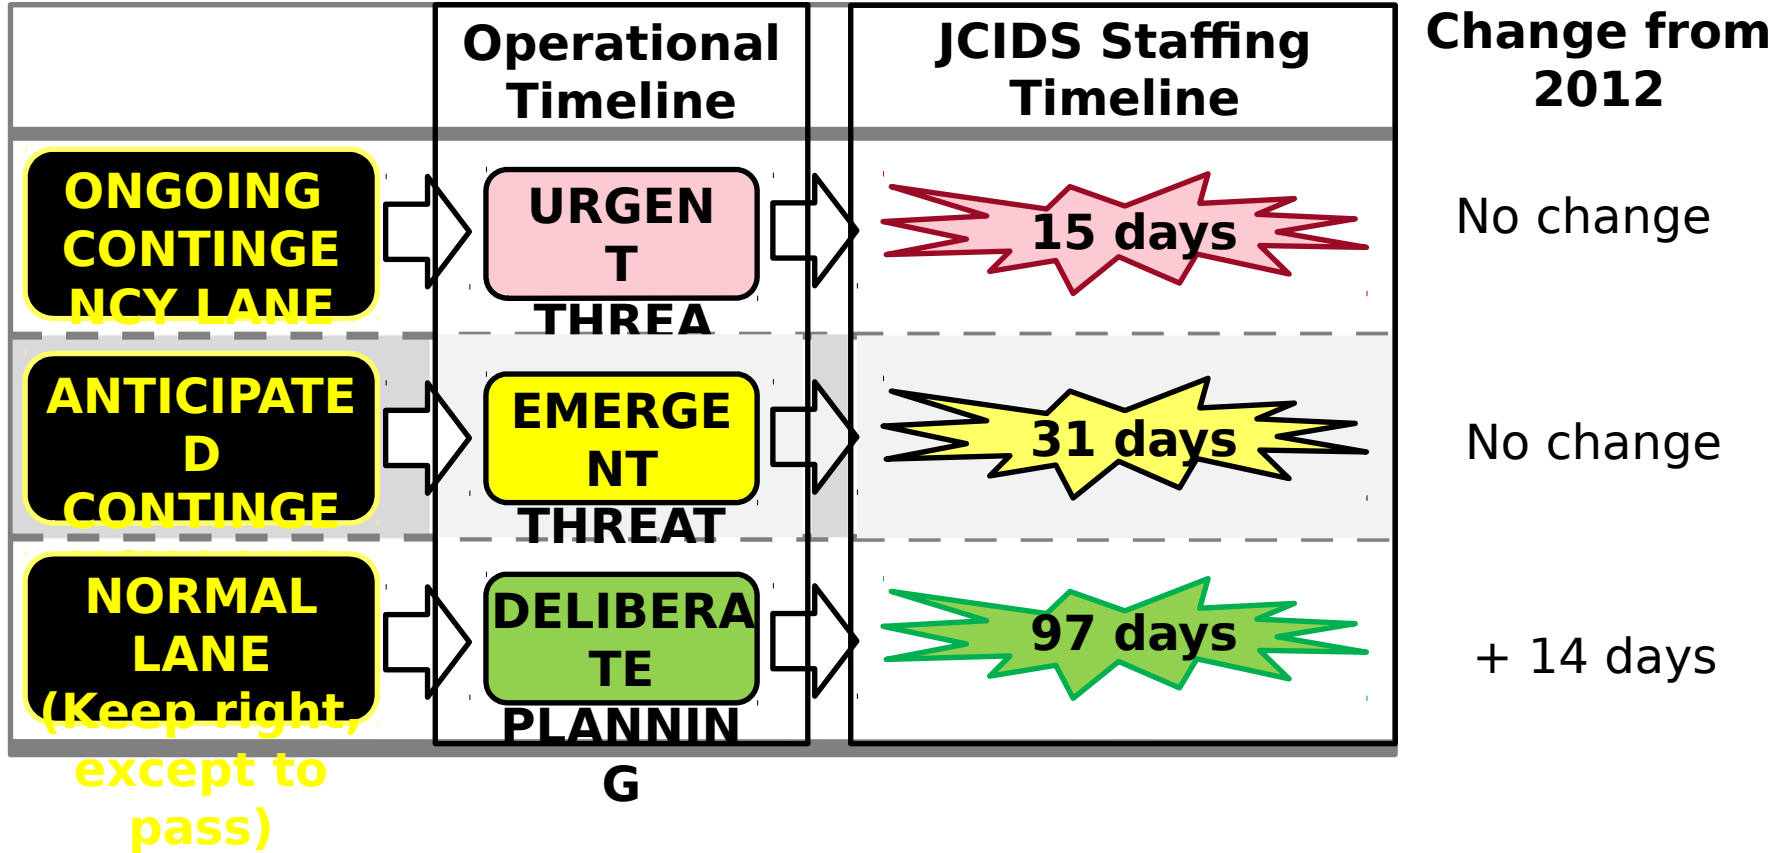 Operational
Timeline
JCIDS Staffing
Timeline
Change from
2012
ONGOING
CONTINGE
NCY LANE
URGEN
T
THREA
15 days
No change
ANTICIPATE
D
CONTINGE
EMERGE
NT
THREAT
31 days
No change
NORMAL
LANE
(Keep right,
except to
pass)
DELIBERA
TE
PLANNIN
G
97 days
+ 14 days